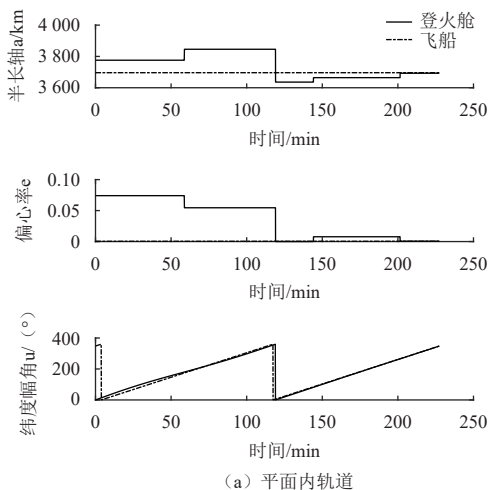 4 000
3 800
3 600
半长轴a/km
登火舱
飞船
0 50 100 150 200 250
时间/min
0.10
0.05
0
偏心率e
0 50 100 150 200 250
时间/min
400
200
0
纬度幅角u/（°）
0 50 100 150 200 250
时间/min
（a）平面内轨道